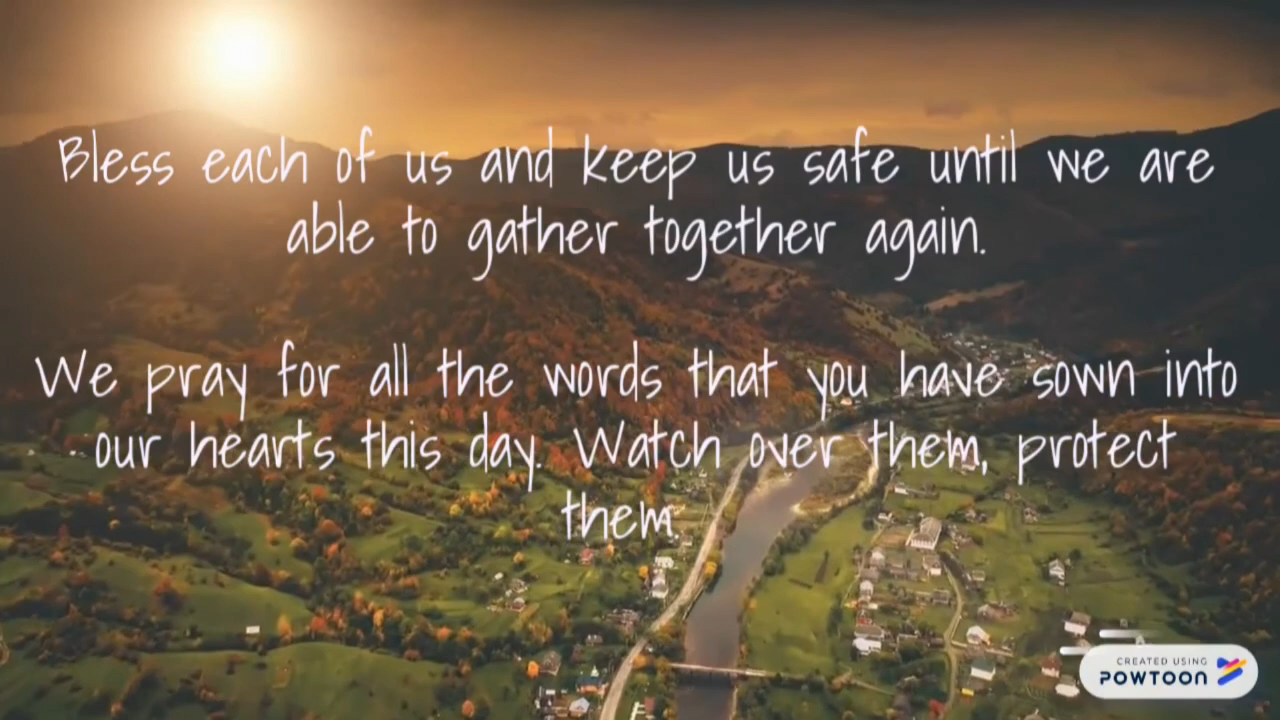 Bless each of us and keep us safe until we are
able to gather together again.
We pray for all the words that you have sown into
our hearts this day. Watch over them, protect
them.
CREATED USING
POWTOON